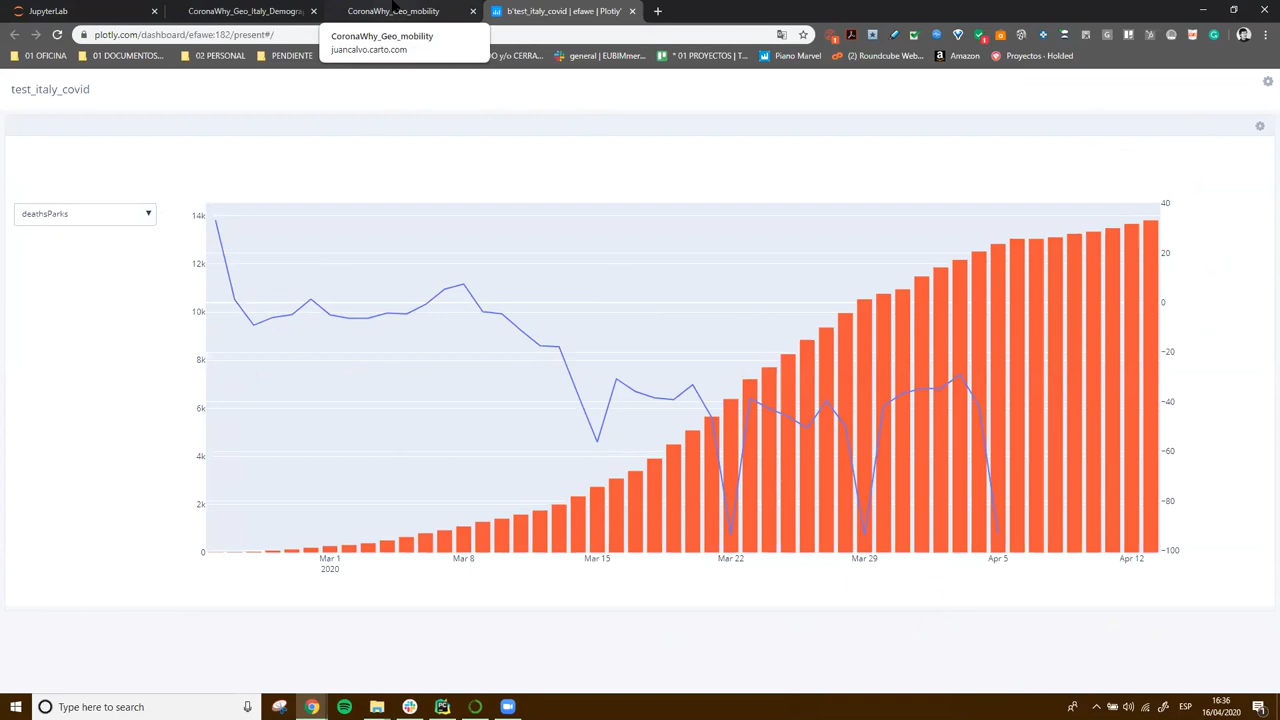 JupyterLab
CoronaWhy_Geo_Italy_Demogra
CoronaWhy_Geo_mobility
b'test_italy_covid | efawe | Plotly'
plotly.com/dashboard/efawe:182/present#/
CoronaWhy_Geo_mobility
juancalvo.carto.com
01 OFICINA
01 DOCUMENTOS...
02 PERSONAL
PENDIENTE
O y/o CERRA...
general | EUBIMmer...
* 01 PROYECTOS | T...
Piano Marvel
(2) Roundcube Web...
Amazon
Proyectos - Holded
test_italy_covid
deathsParks
14k
12k
10k
8k
6k
4k
2k
0
40
20
0
−20
−40
−60
−80
−100
Mar 1
2020
Mar 8
Mar 15
Mar 22
Mar 29
Apr 5
Apr 12
Type here to search
ESP
16:36
16/04/2020